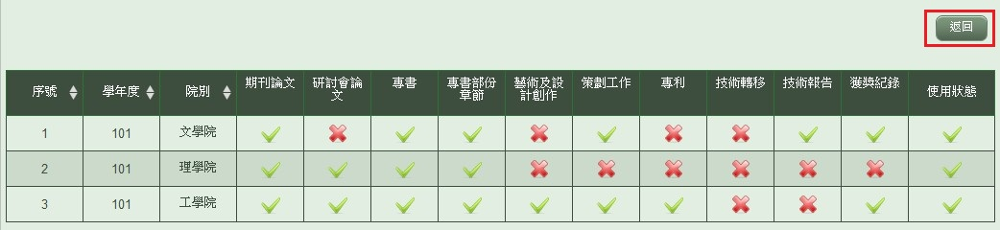 返回
序號 學年度 院別 期刊論文 研討會論文 專書 專書部份章節 藝術及設計創作 策劃工作 專利 技術轉移 技術報告 獲獎紀錄 使用狀態
1 101 文學院
2 101 理學院
3 101 工學院